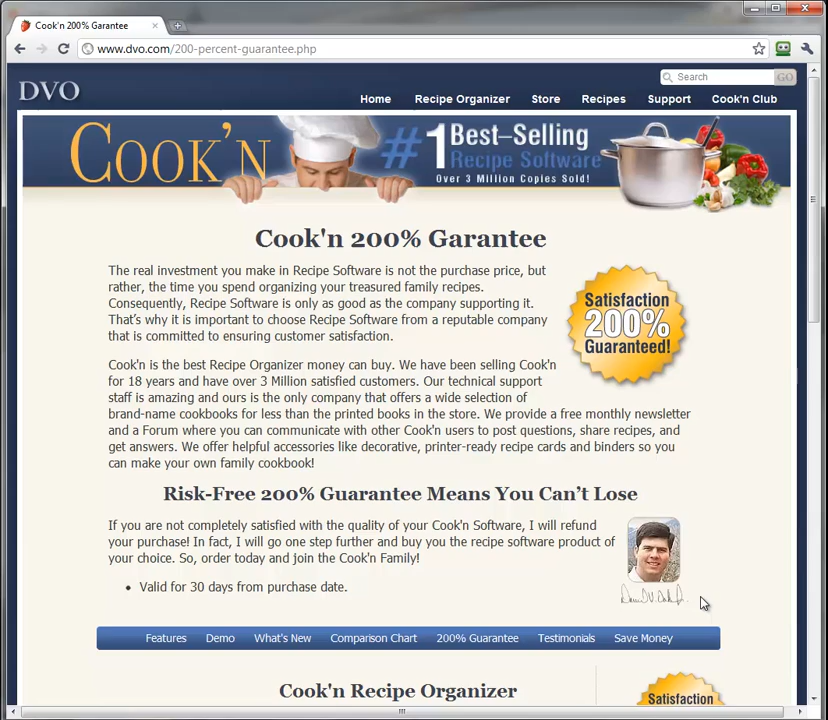 Cook'n 200% Garantee
www.dvo.com/200-percent-guarantee.php
Search GO
DVO
Home Recipe Organizer Store Recipes Support Cook'n Club
COOK'N #1 Best-Selling
Recipe Software
Over 3 Million Copies Sold!
Cook'n 200% Garantee
The real investment you make in Recipe Software is not the purchase price, but
rather, the time you spend organizing your treasured family recipes.
Consequently, Recipe Software is only as good as the company supporting it.
That's why it is important to choose Recipe Software from a reputable company
that is committed to ensuring customer satisfaction.
Satisfaction
200%
Guaranteed!
Cook'n is the best Recipe Organizer money can buy. We have been selling Cook'n
for 18 years and have over 3 Million satisfied customers. Our technical support
staff is amazing and ours is the only company that offers a wide selection of
brand-name cookbooks for less than the printed books in the store. We provide a free monthly newsletter
and a Forum where you can communicate with other Cook'n users to post questions, share recipes, and
get answers. We offer helpful accessories like decorative, printer-ready recipe cards and binders so you
can make your own family cookbook!
Risk-Free 200% Guarantee Means You Can't Lose
If you are not completely satisfied with the quality of your Cook'n Software, I will refund
your purchase! In fact, I will go one step further and buy you the recipe software product of
your choice. So, order today and join the Cook'n Family!
• Valid for 30 days from purchase date.
Features Demo What's New Comparison Chart 200% Guarantee Testimonials Save Money
Cook'n Recipe Organizer
Satisfaction